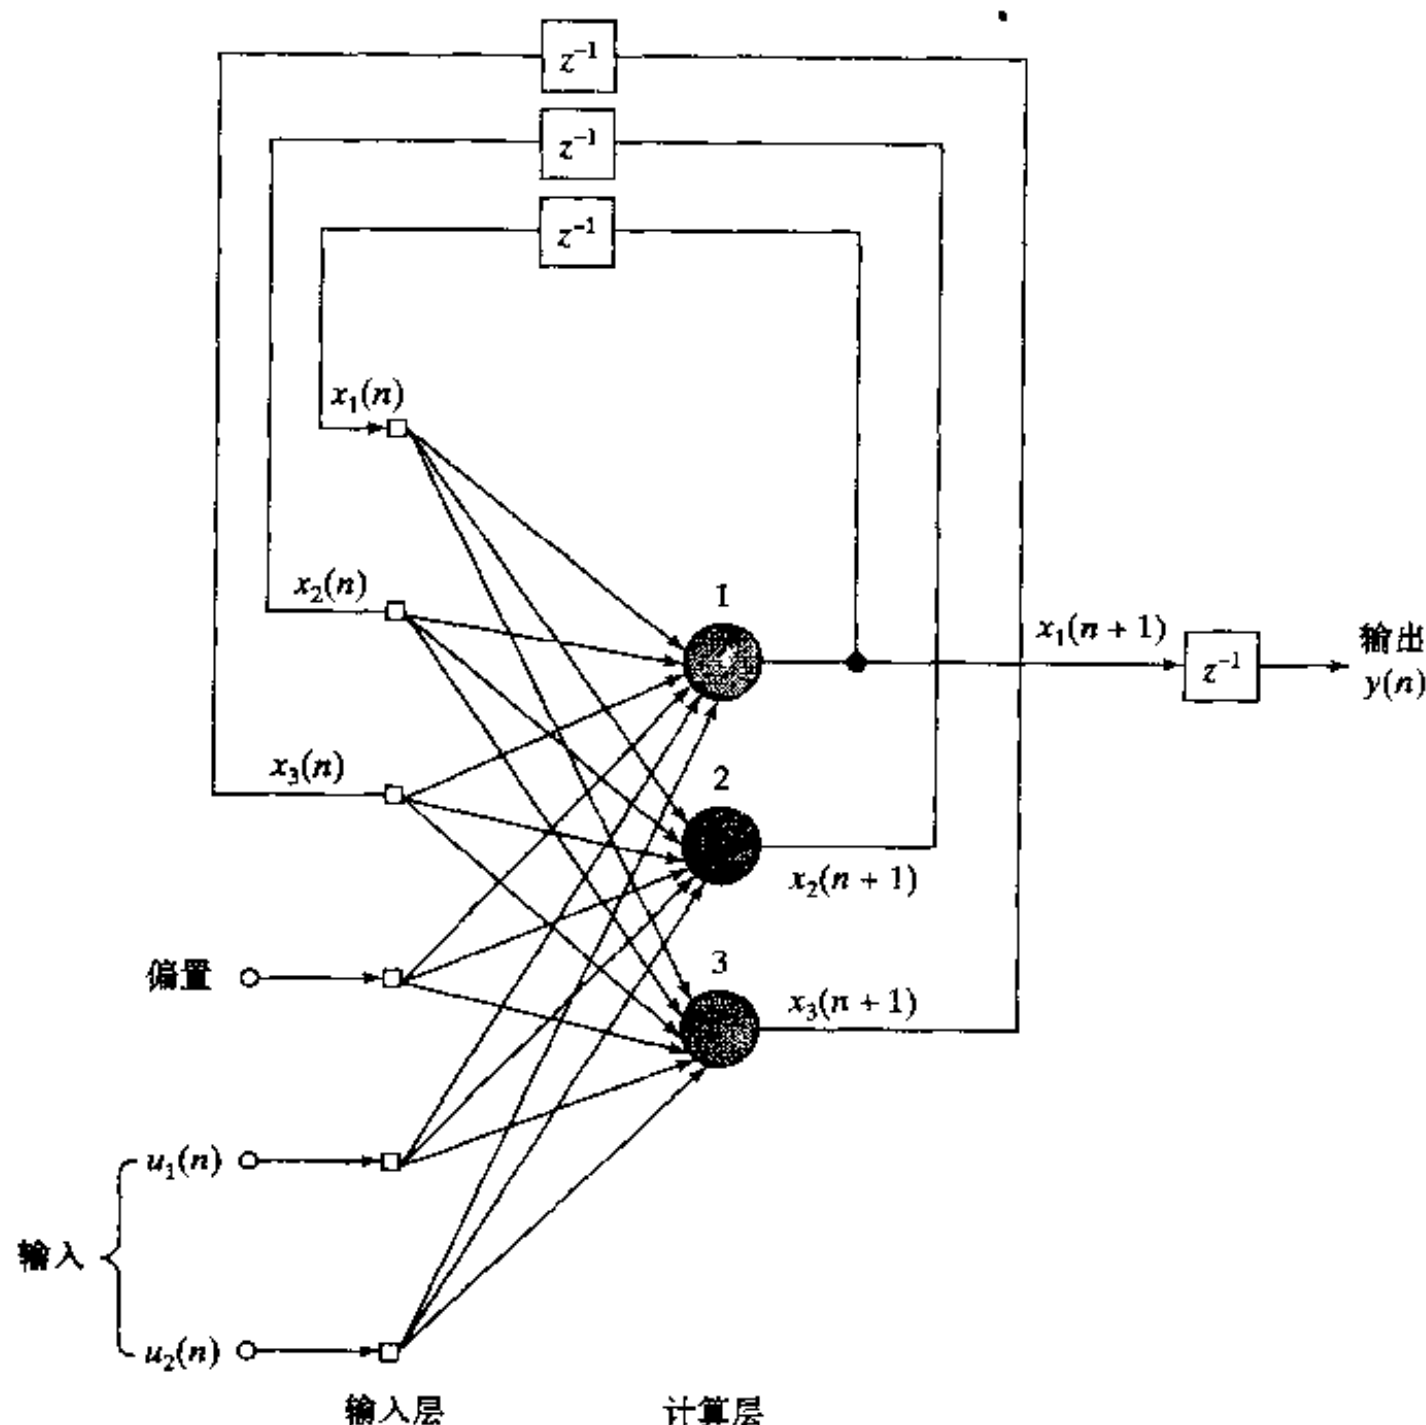 z⁻¹
z⁻¹
z⁻¹
x₁(n)
x₂(n)
1
x₁(n + 1)
z⁻¹
输出
y(n)
x₃(n)
2
x₂(n + 1)
偏置
3
x₃(n + 1)
输入
u₁(n)
u₂(n)
输入层
计算层